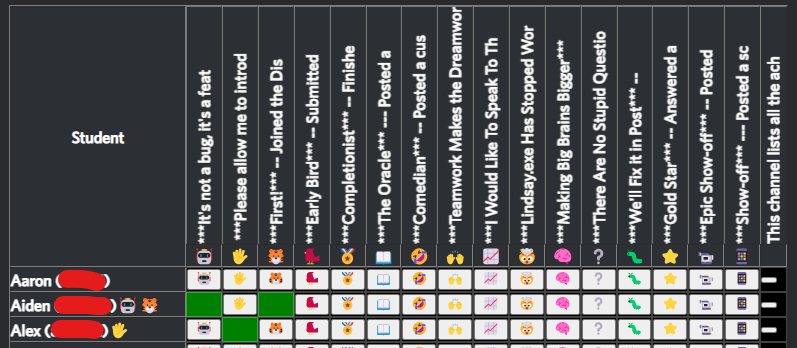 Student
***It's not a bug, it's a feat
***Please allow me to introd
***First!*** -- Joined the Dis
***Early Bird*** -- Submitted
***Completionist*** -- Finishe
***The Oracle*** --- Posted a
***Comedian*** -- Posted a cus
***Teamwork Makes the Dreamwor
***I Would Like To Speak To Th
***Lindsay.exe Has Stopped Wor
***Making Big Brains Bigger***
***There Are No Stupid Questio
***We'll Fix it in Post*** --
***Gold Star*** -- Answered a
***Epic Show-off*** -- Posted
***Show-off*** --- Posted a sc
This channel lists all the ach
Aaron ( )
Aiden ( )
Alex ( )